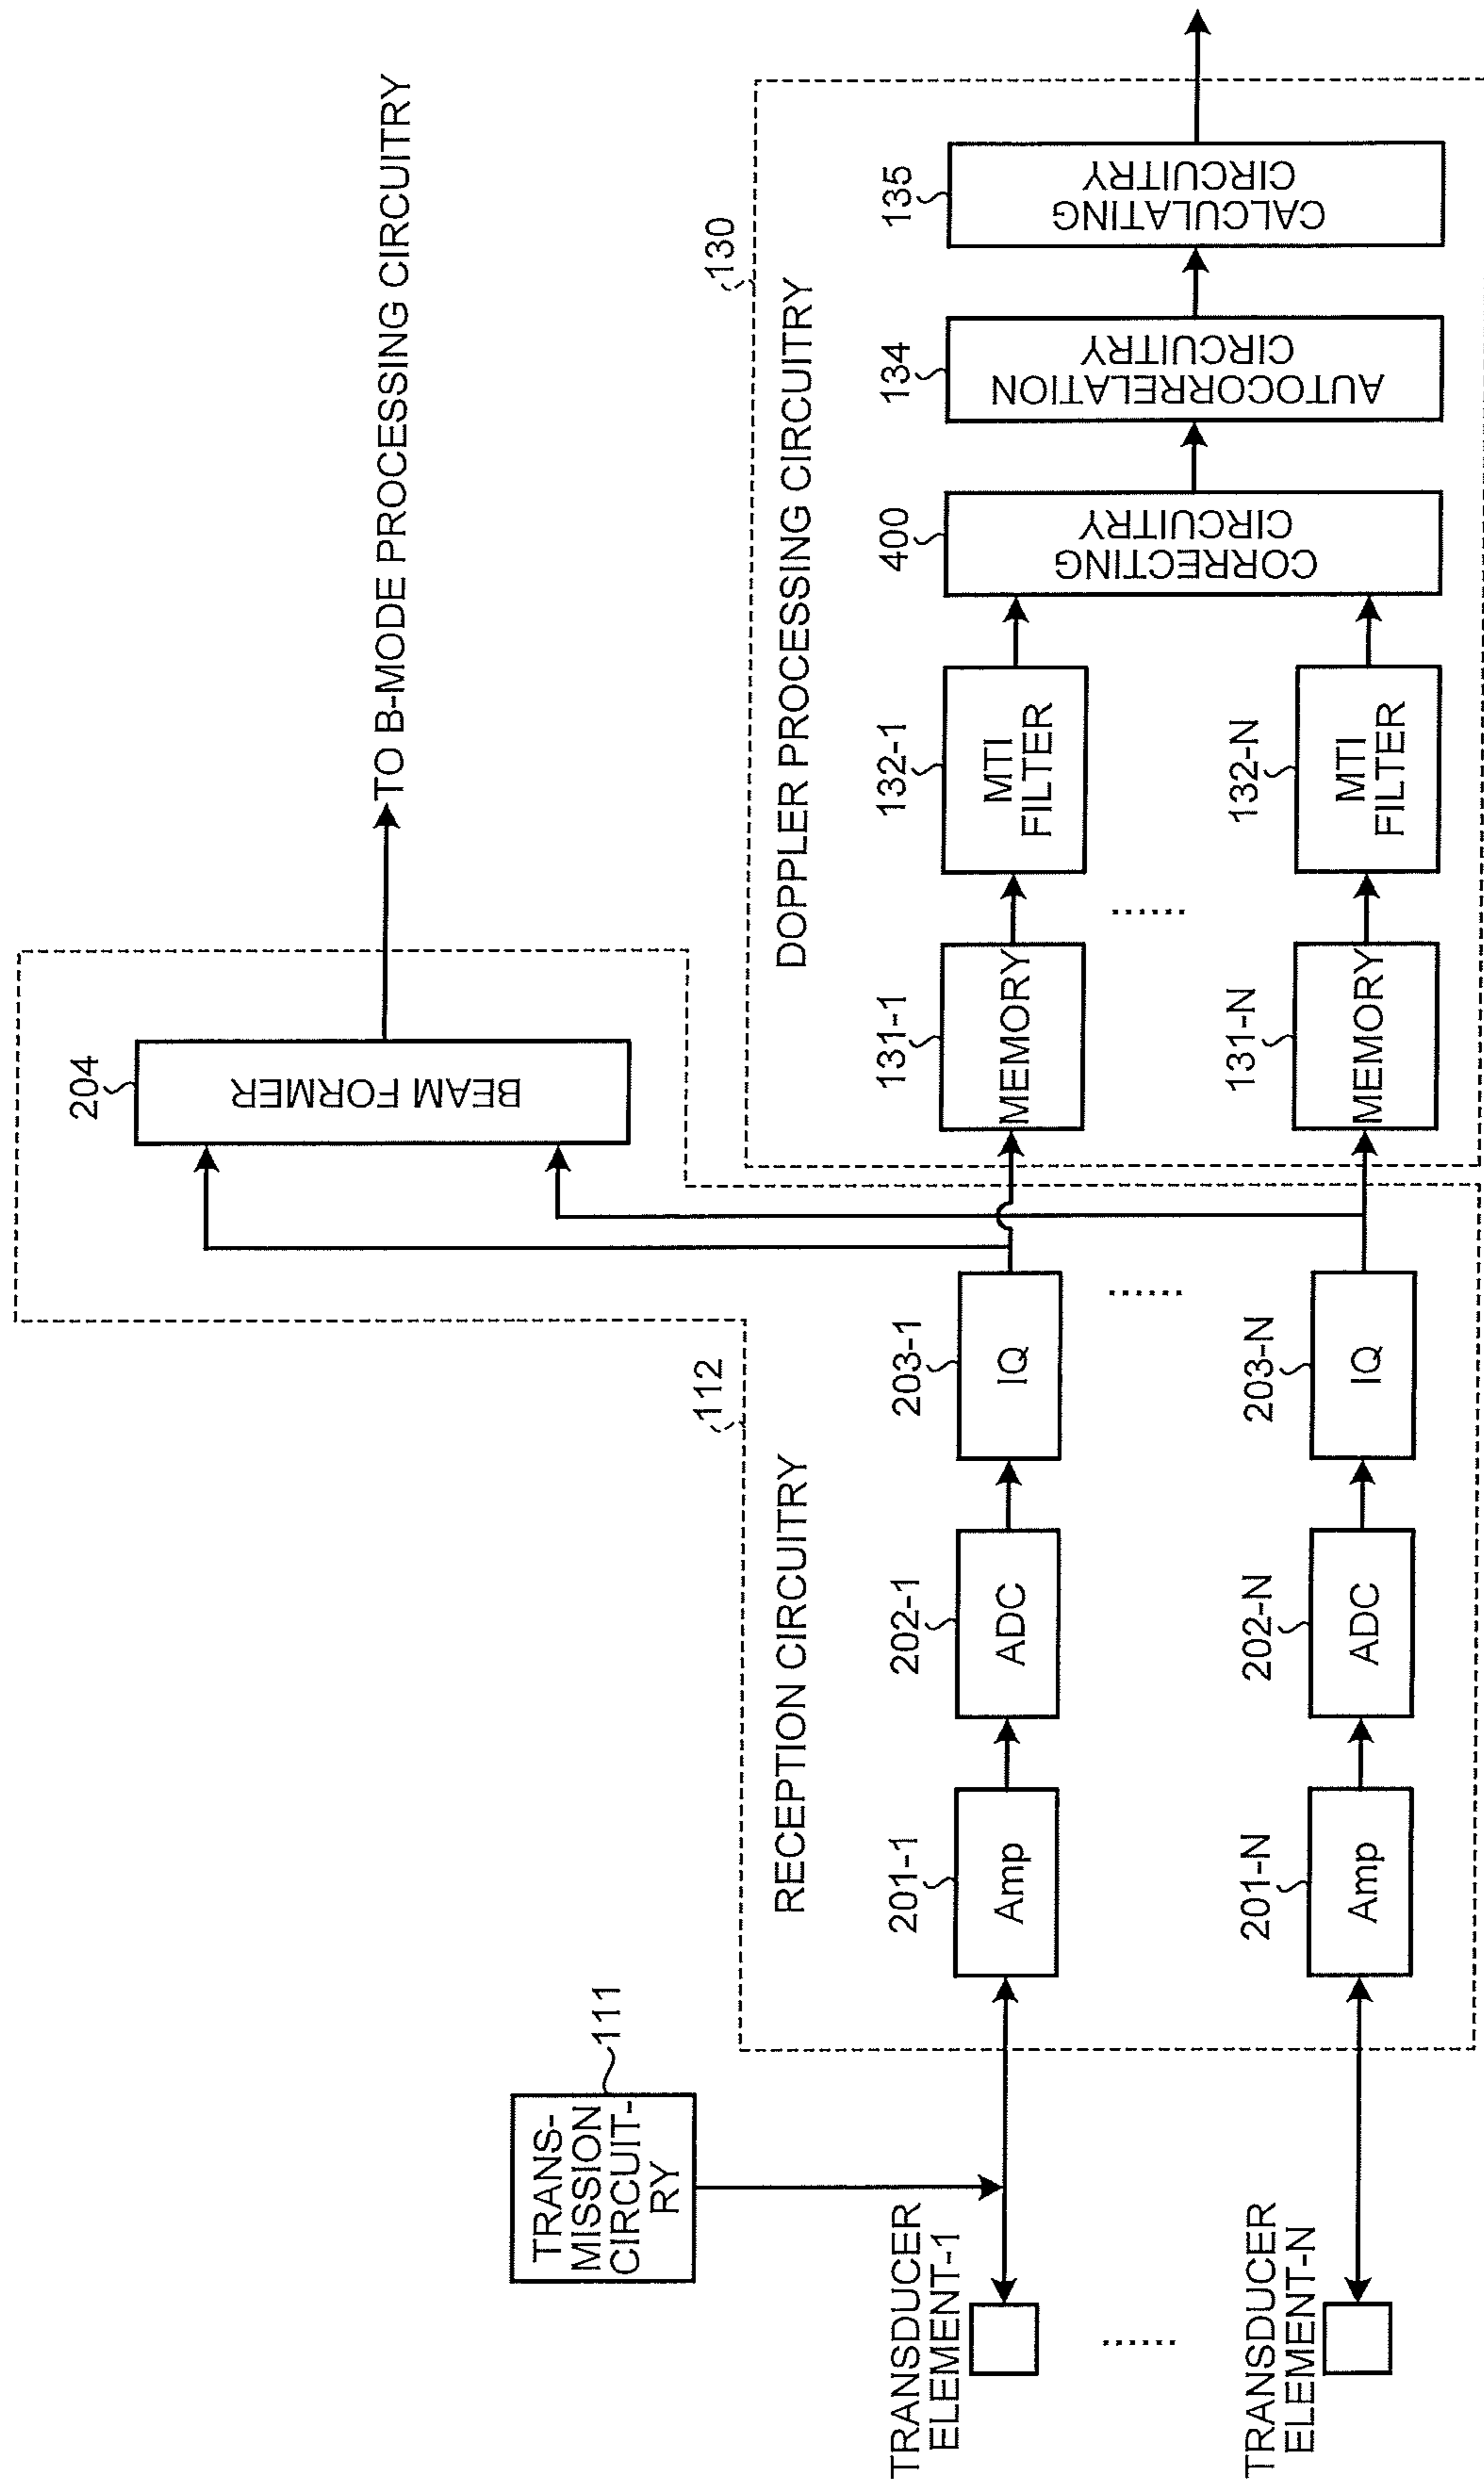 TRANS-
MISSION
CIRCUIT-
RY
111
TRANSDUCER
ELEMENT-1
......
TRANSDUCER
ELEMENT-N
RECEPTION CIRCUITRY
112
201-1
Amp
202-1
ADC
203-1
IQ
......
201-N
Amp
202-N
ADC
203-N
IQ
204
BEAM FORMER
TO B-MODE PROCESSING CIRCUITRY
DOPPLER PROCESSING CIRCUITRY
130
131-1
MEMORY
132-1
MTI
FILTER
......
131-N
MEMORY
132-N
MTI
FILTER
400
CORRECTING
CIRCUITRY
134
AUTOCORRELATION
CIRCUITRY
135
CALCULATING
CIRCUITRY